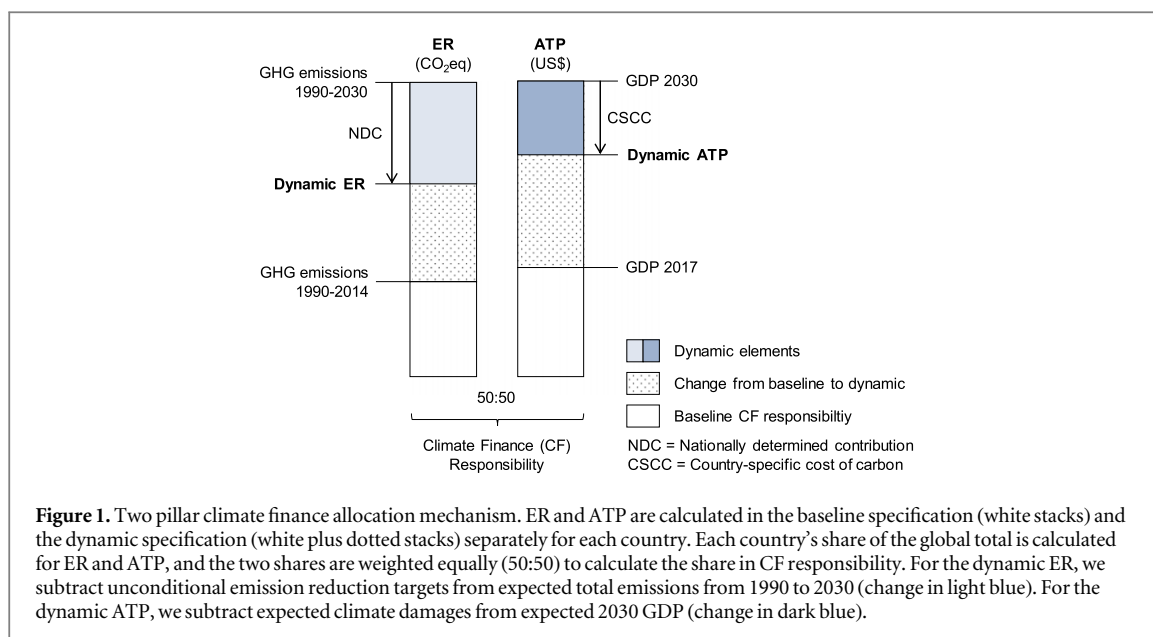 ER
(CO₂eq)
ATP
(US$)
GHG emissions
1990-2030
GDP 2030
NDC
CSCC
Dynamic ATP
Dynamic ER
GDP 2017
GHG emissions
1990-2014
Dynamic elements
Change from baseline to dynamic
50:50
Baseline CF responsibiltiy
Climate Finance (CF)
Responsibility
NDC = Nationally determined contribution
CSCC = Country-specific cost of carbon
Figure 1. Two pillar climate finance allocation mechanism. ER and ATP are calculated in the baseline specification (white stacks) and
the dynamic specification (white plus dotted stacks) separately for each country. Each country's share of the global total is calculated
for ER and ATP, and the two shares are weighted equally (50:50) to calculate the share in CF responsibility. For the dynamic ER, we
subtract unconditional emission reduction targets from expected total emissions from 1990 to 2030 (change in light blue). For the
dynamic ATP, we subtract expected climate damages from expected 2030 GDP (change in dark blue).